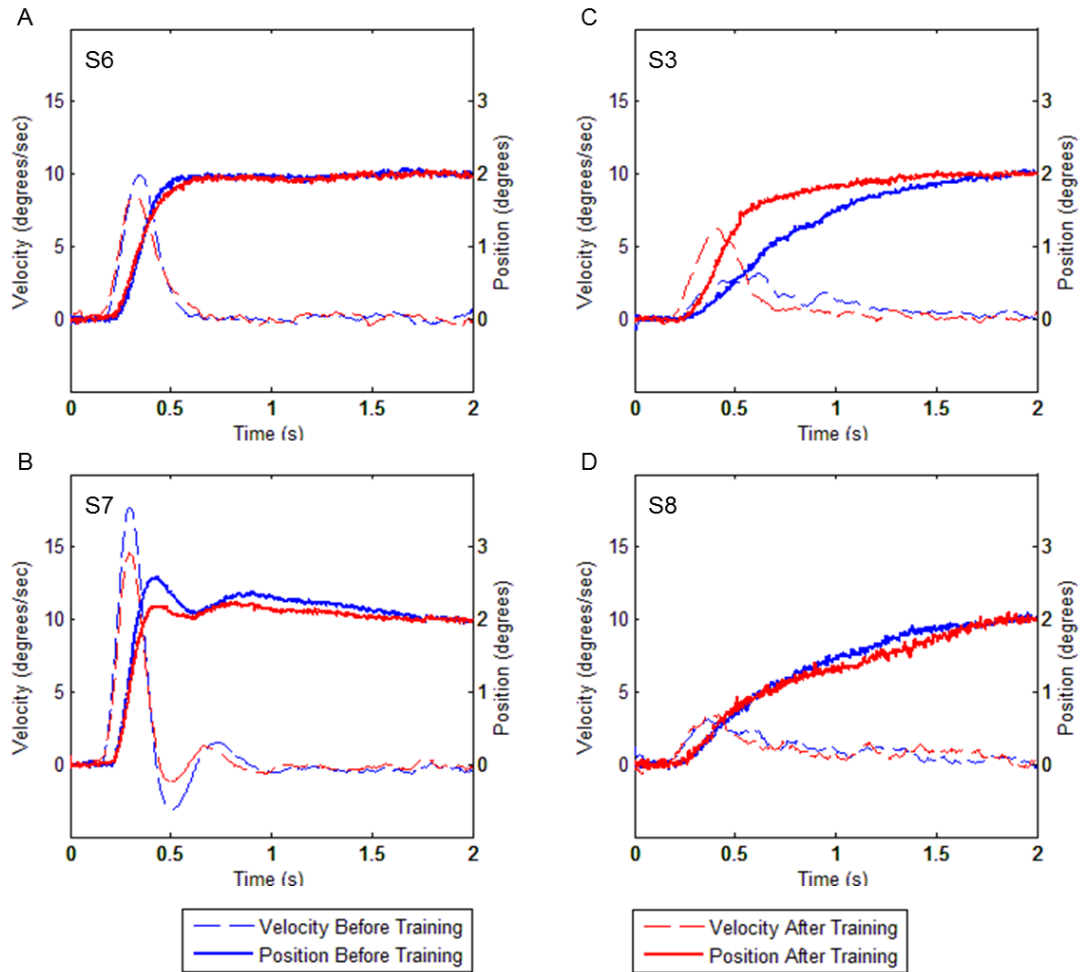 A
S6
Velocity (degrees/sec)
15
10
5
0
Position (degrees)
3
2
1
0
0 0.5 1 1.5 2
Time (s)
C
S3
Velocity (degrees/sec)
15
10
5
0
Position (degrees)
3
2
1
0
0 0.5 1 1.5 2
Time (s)
B
S7
Velocity (degrees/sec)
15
10
5
0
Position (degrees)
3
2
1
0
0 0.5 1 1.5 2
Time (s)
D
S8
Velocity (degrees/sec)
15
10
5
0
Position (degrees)
3
2
1
0
0 0.5 1 1.5 2
Time (s)
Velocity Before Training
Position Before Training
Velocity After Training
Position After Training